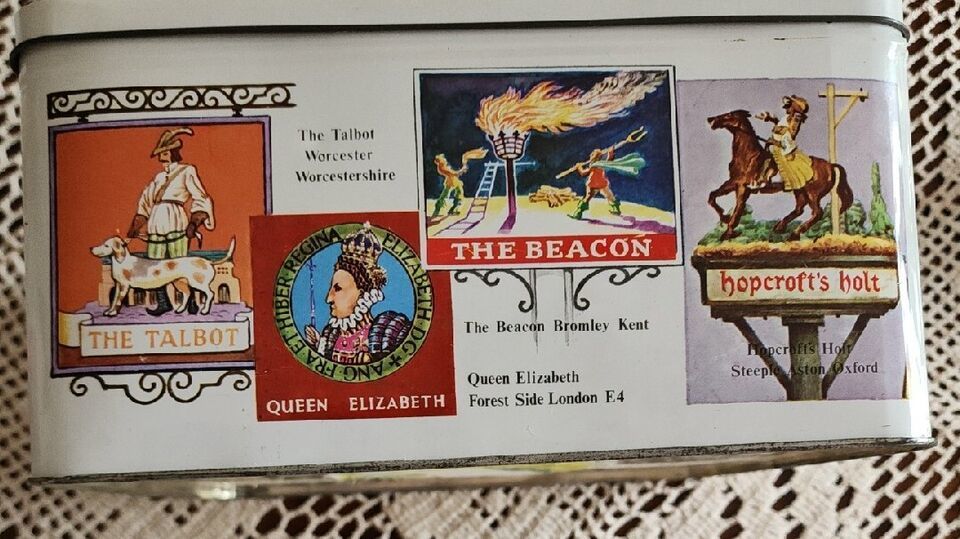 The Talbot
Worcester
Worcestershire
THE TALBOT
ELIZABETH·D·G·ANG·FRA·ET·HIBER·REGINA
QUEEN ELIZABETH
THE BEACON
The Beacon Bromley Kent
Queen Elizabeth
Forest Side London E4
hopcroft's holt
Hopcroft's Holt
Steeple Aston Oxford